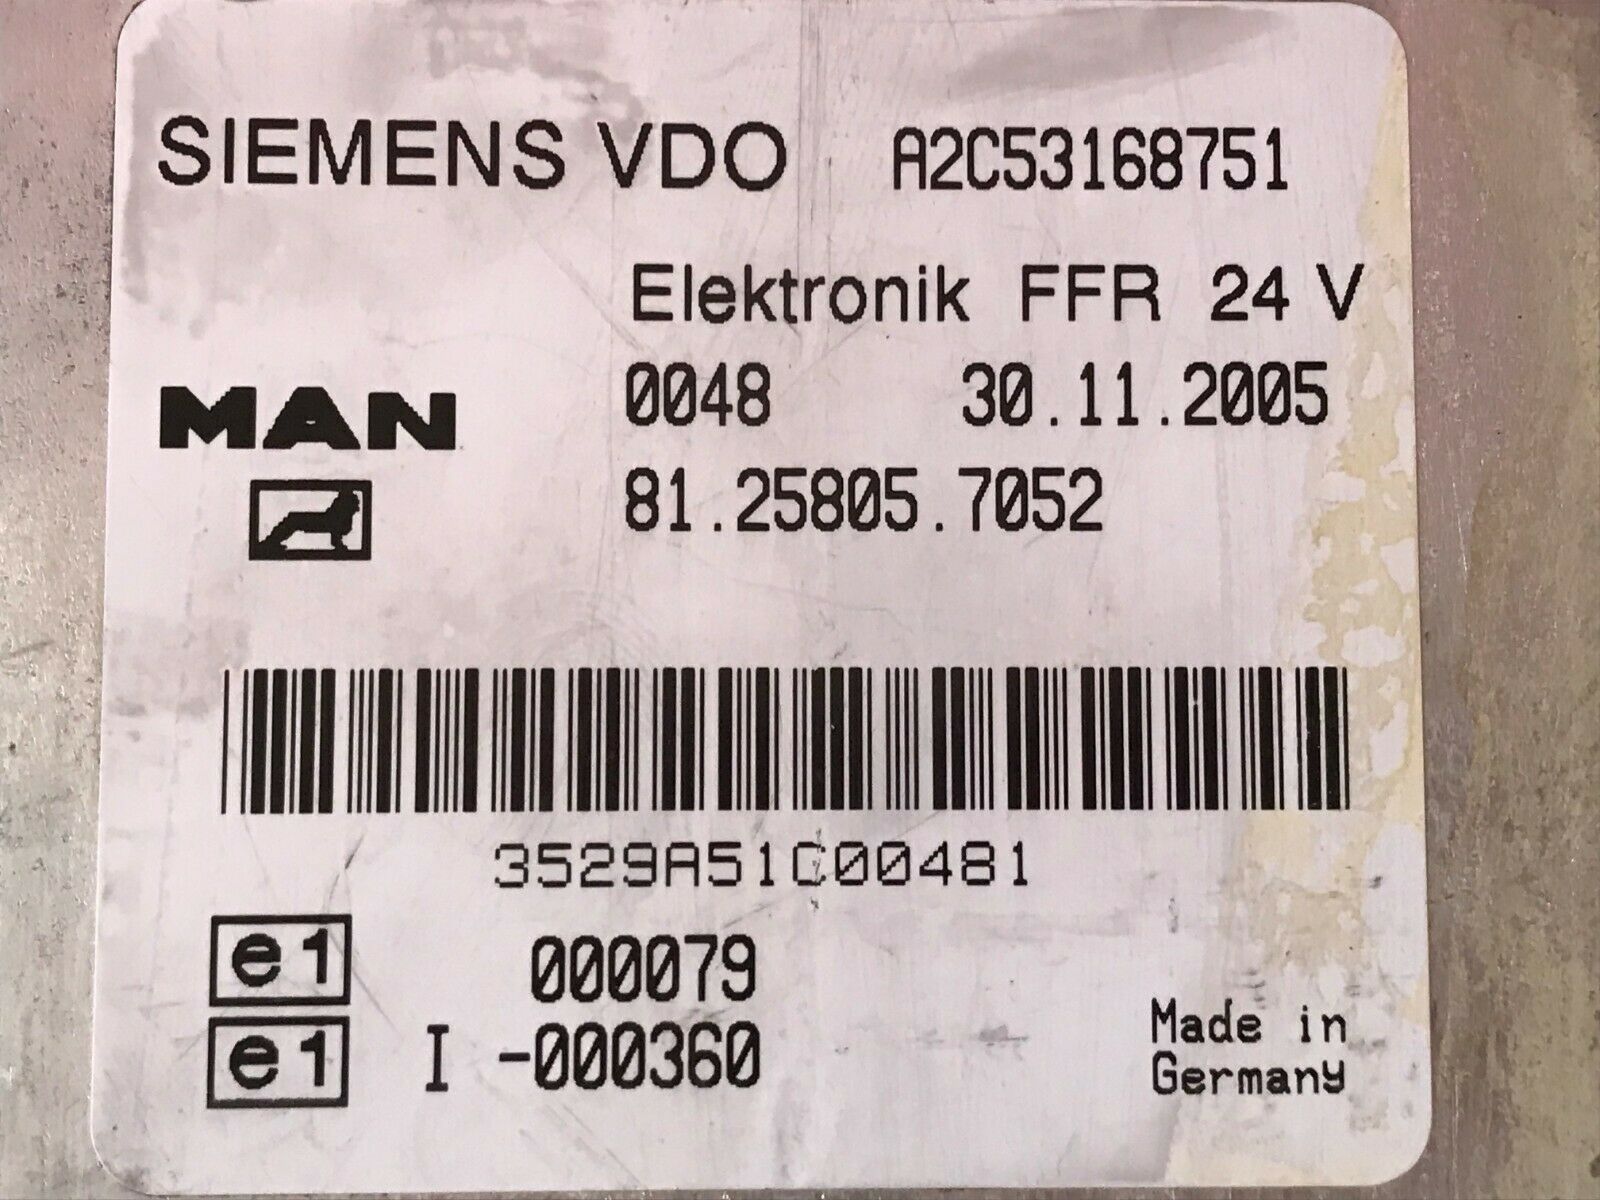 SIEMENS VDO A2C53168751
Elektronik FFR 24 V
0048 30.11.2005
MAN
81.25805.7052
3529A51C00481
e1 000079
e1 I -000360
Made in
Germany